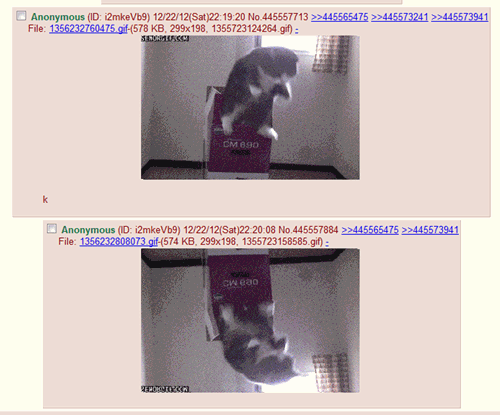 Anonymous (ID: i2mkeVb9) 12/22/12(Sat)22:19:20 No.445557713 >>445565475 >>445573241 >>445573941
File: 1356232760475.gif-(578 KB, 299x198, 1355723124264.gif) -
CM 690
k
Anonymous (ID: i2mkeVb9) 12/22/12(Sat)22:20:08 No.445557884 >>445565475 >>445573941
File: 1356232808073.gif-(574 KB, 299x198, 1355723158585.gif) -
CM 690